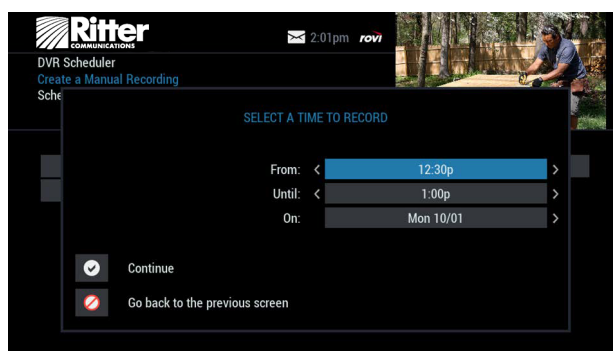 Ritter
COMMUNICATIONS
2:01pm rovi
DVR Scheduler
Create a Manual Recording
Sche
SELECT A TIME TO RECORD
From: < 12:30p >
Until: < 1:00p >
On: Mon 10/01 >
Continue
Go back to the previous screen